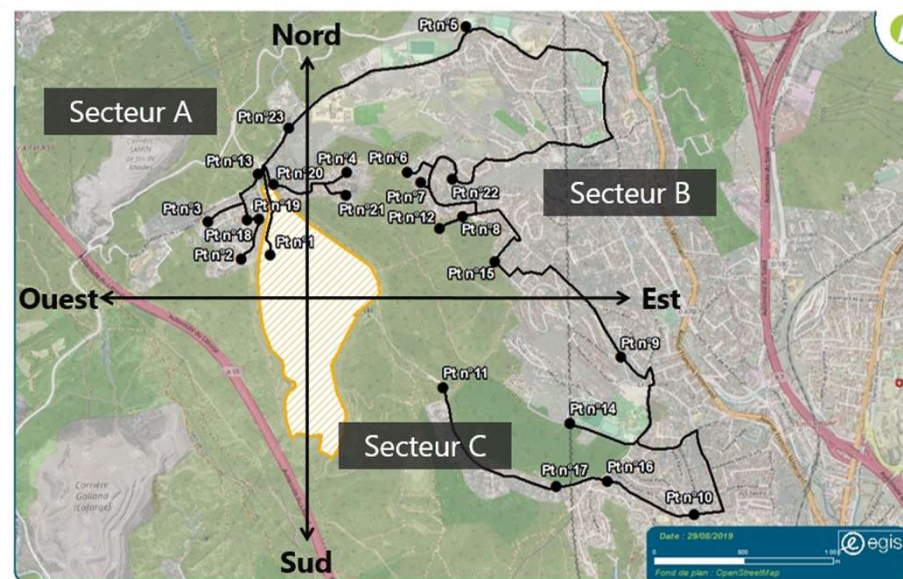 Nord
Pt n°5
Secteur A
Pt n°23
Pt n°13
Pt n°20
Pt n°4
Pt n°6
Pt n°7
Pt n°22
Secteur B
Pt n°3
Pt n°19
Pt n°21
Pt n°12
Pt n°18
Pt n°8
Pt n°2
Pt n°1
Pt n°15
Ouest
Est
Pt n°9
Pt n°11
Pt n°14
Secteur C
Pt n°17
Pt n°16
Carrière
Galland
(Lafarge)
Pt n°10
Sud
Date : 29/08/2019
egis
Fond de plan : OpenStreetMap